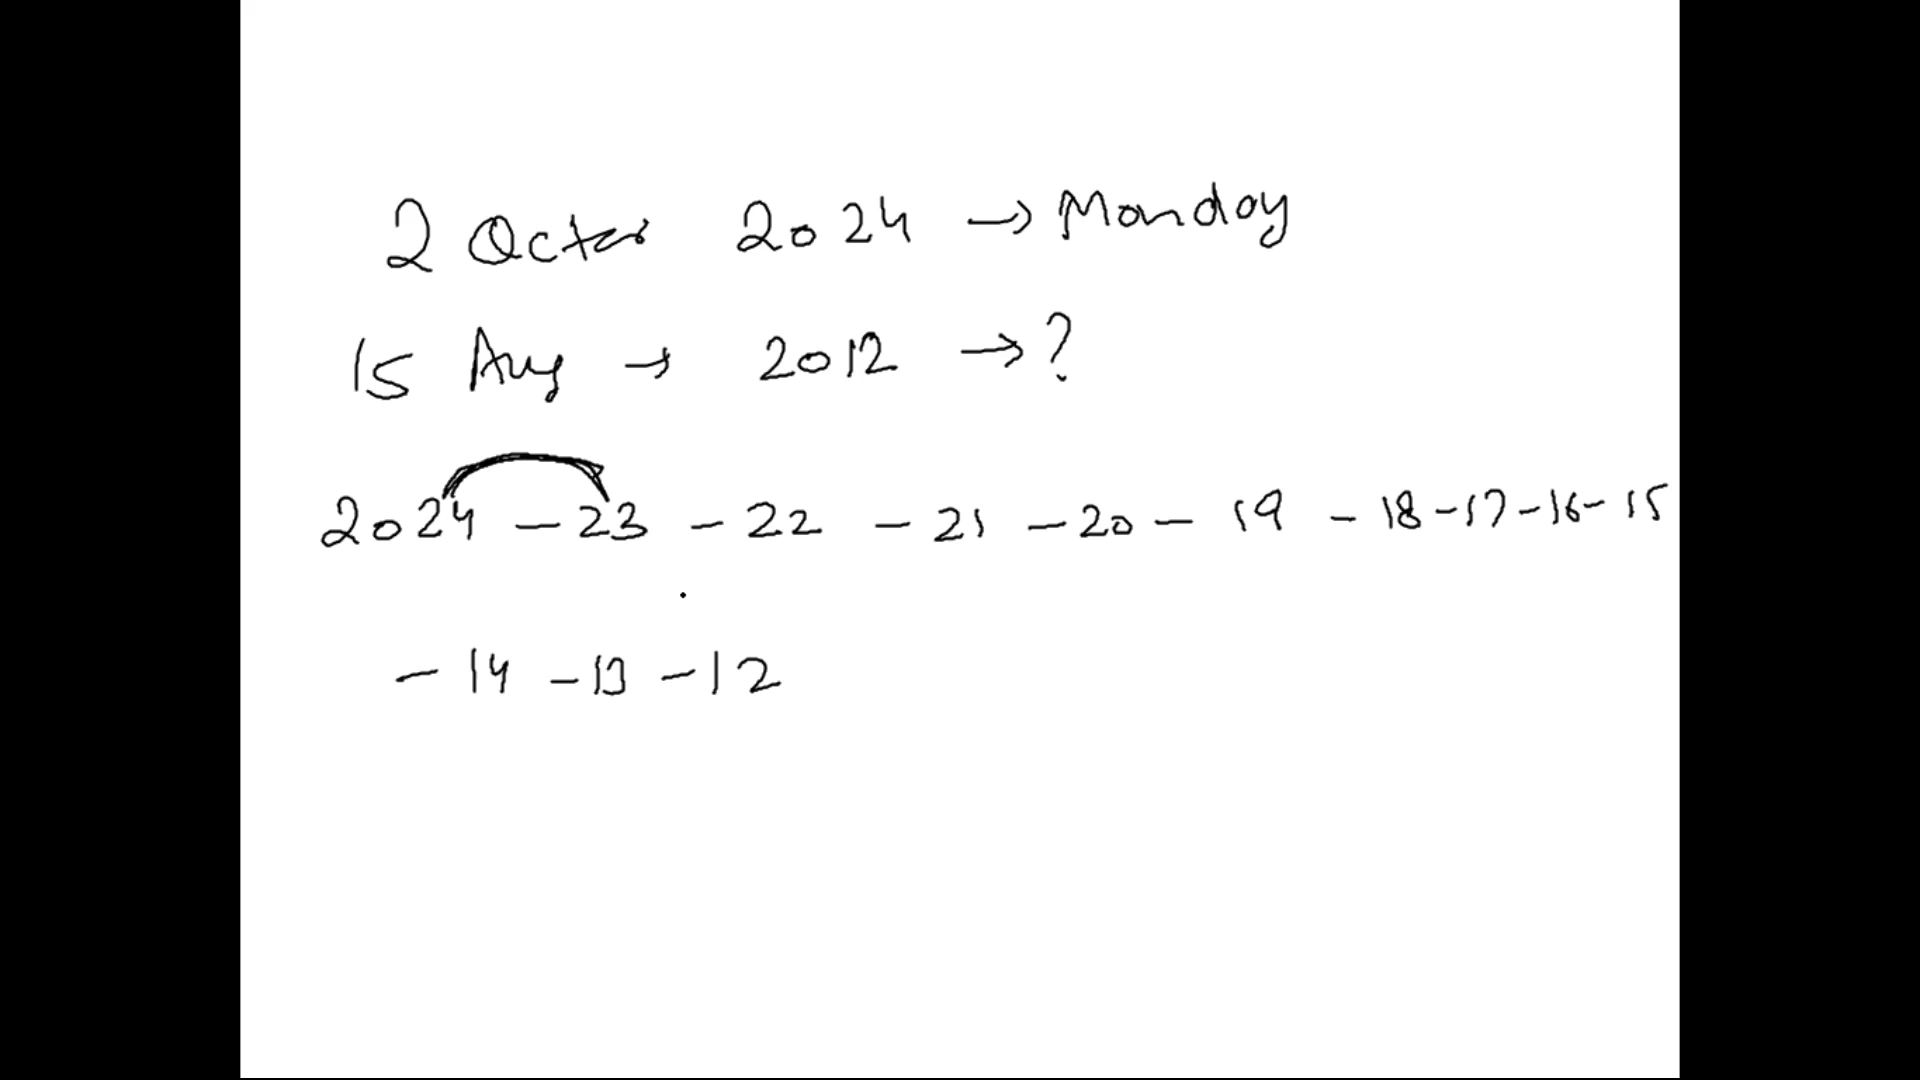 2 Octer 2024 → Monday
15 Aug → 2012 → ?
2024 - 23 - 22 - 21 - 20 - 19 - 18 - 17 - 16 - 15
- 14 - 13 - 12